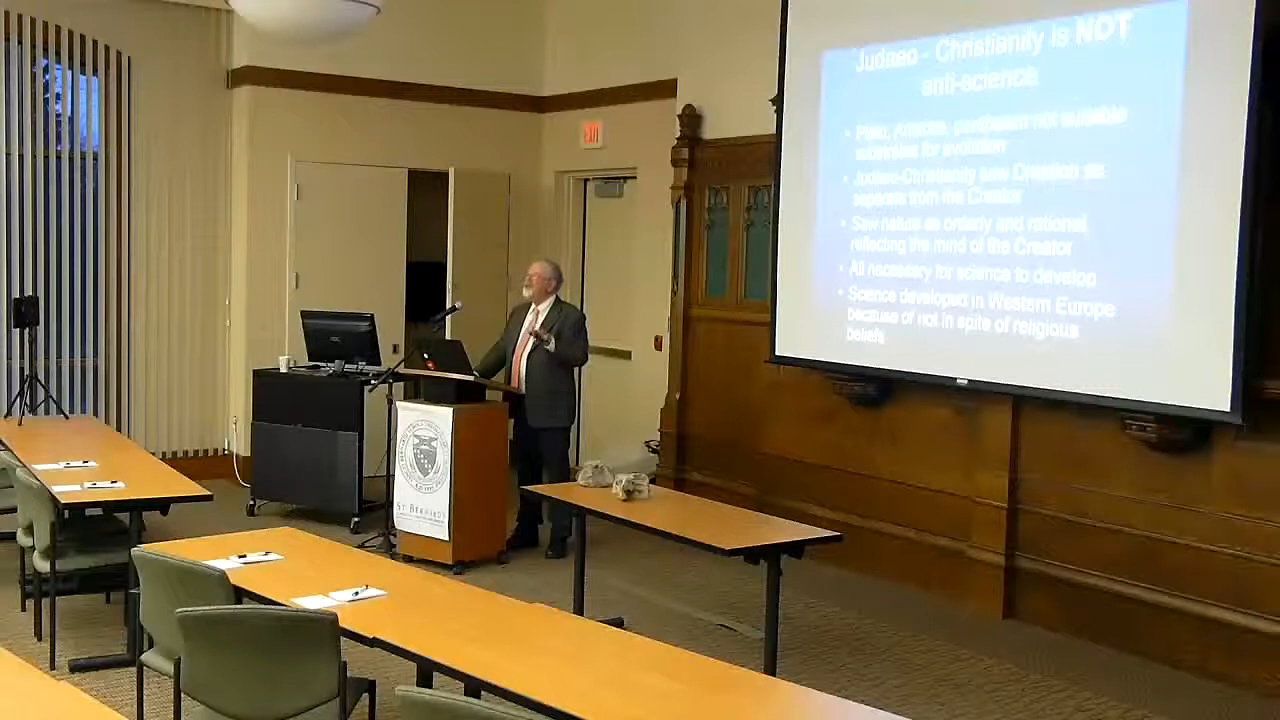 EXIT
Judaeo - Christianity is NOT
anti-science
• Plato, pantheism not suitable
substrates for evolution
• Judaeo-Christianity saw Creation as
separate from the Creator
• Saw nature as orderly and rational,
reflecting the mind of the Creator
• All necessary for science to develop
• Science developed in Western Europe
because of not in spite of religious
beliefs
ST BERNARD'S